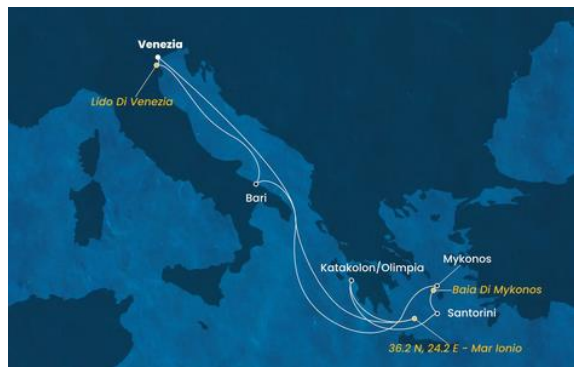 Venezia
Lido Di Venezia
Bari
Mykonos
Katakolon/Olimpia
Baia Di Mykonos
Santorini
36.2 N, 24.2 E - Mar Ionio